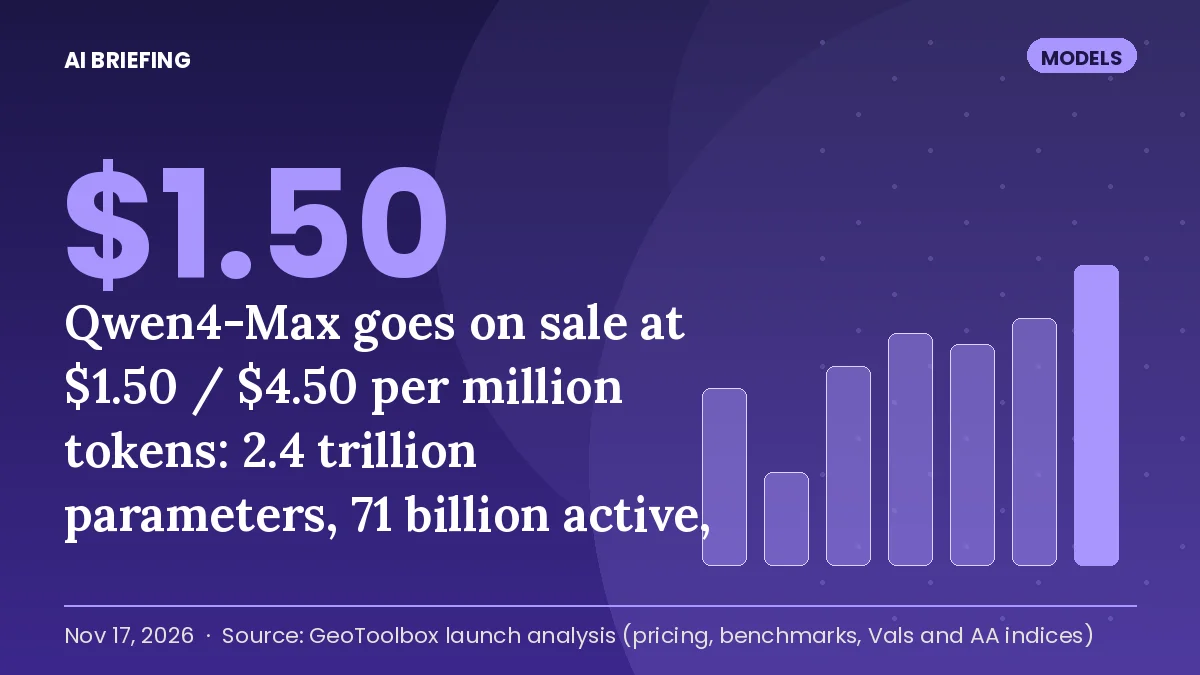 AI BRIEFING
MODELS
$1.50
Qwen4-Max goes on sale at
$1.50 / $4.50 per million
tokens: 2.4 trillion
parameters, 71 billion active,
Nov 17, 2026 · Source: GeoToolbox launch analysis (pricing, benchmarks, Vals and AA indices)